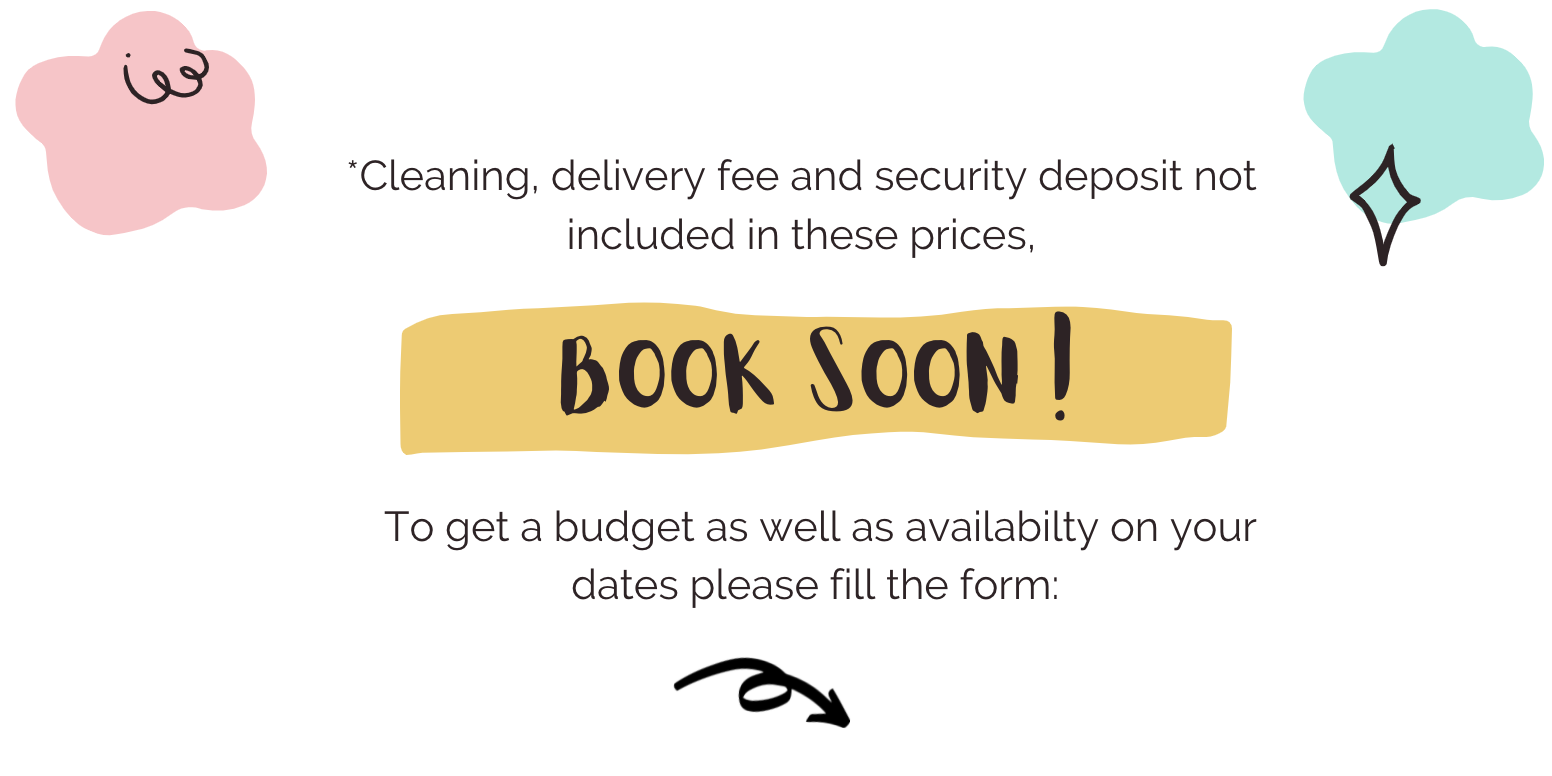 *Cleaning, delivery fee and security deposit not
included in these prices,
BOOK SOON!
To get a budget as well as availabilty on your
dates please fill the form: